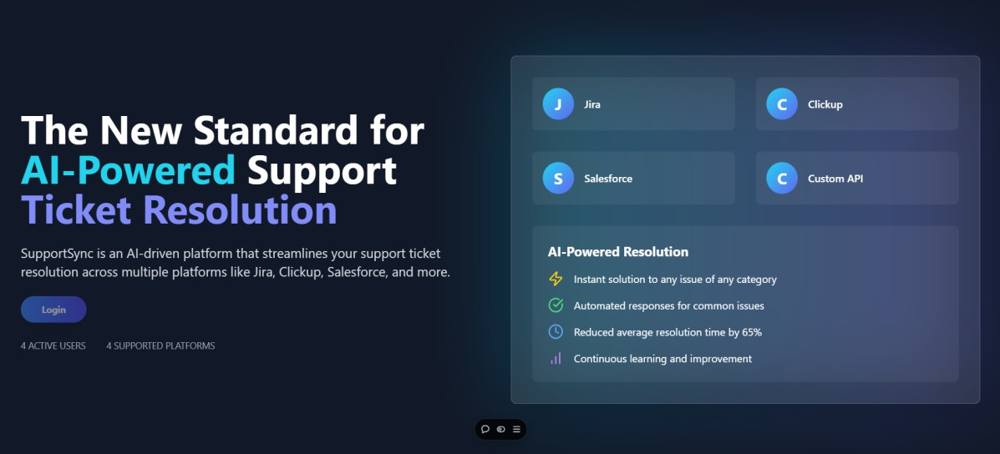 The New Standard for
AI-Powered Support
Ticket Resolution
SupportSync is an AI-driven platform that streamlines your support ticket
resolution across multiple platforms like Jira, Clickup, Salesforce, and more.
Login
4 ACTIVE USERS
4 SUPPORTED PLATFORMS
J
Jira
C
Clickup
S
Salesforce
C
Custom API
AI-Powered Resolution
Instant solution to any issue of any category
Automated responses for common issues
Reduced average resolution time by 65%
Continuous learning and improvement